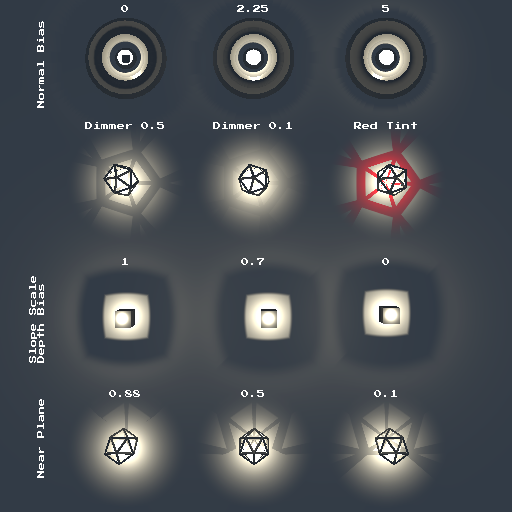 Normal Bias
0 2.25 5
Dimmer 0.5 Dimmer 0.1 Red Tint
Slope Scale
Depth Bias
1 0.7 0
Near Plane
0.88 0.5 0.1